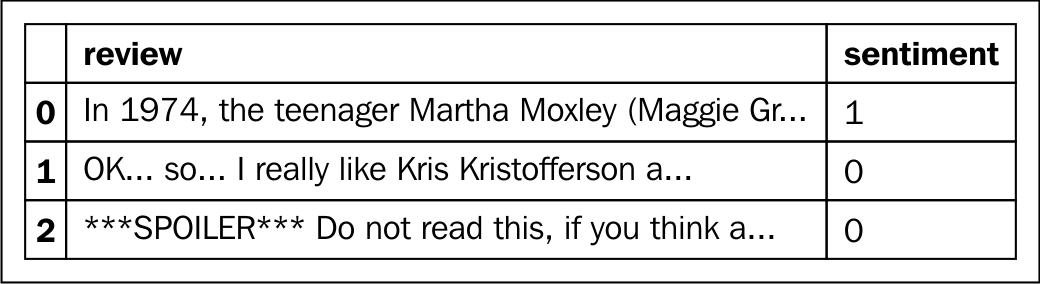 review sentiment
0 In 1974, the teenager Martha Moxley (Maggie Gr... 1
1 OK... so... I really like Kris Kristofferson a... 0
2 ***SPOILER*** Do not read this, if you think a... 0